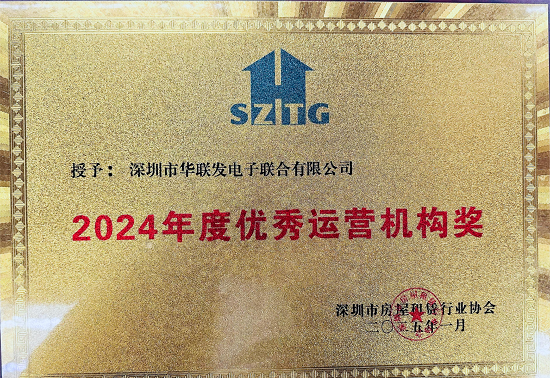 SZITG
授予：深圳市华联发电子联合有限公司
2024年度优秀运营机构奖
深圳市房屋租赁行业协会
二〇二五年一月